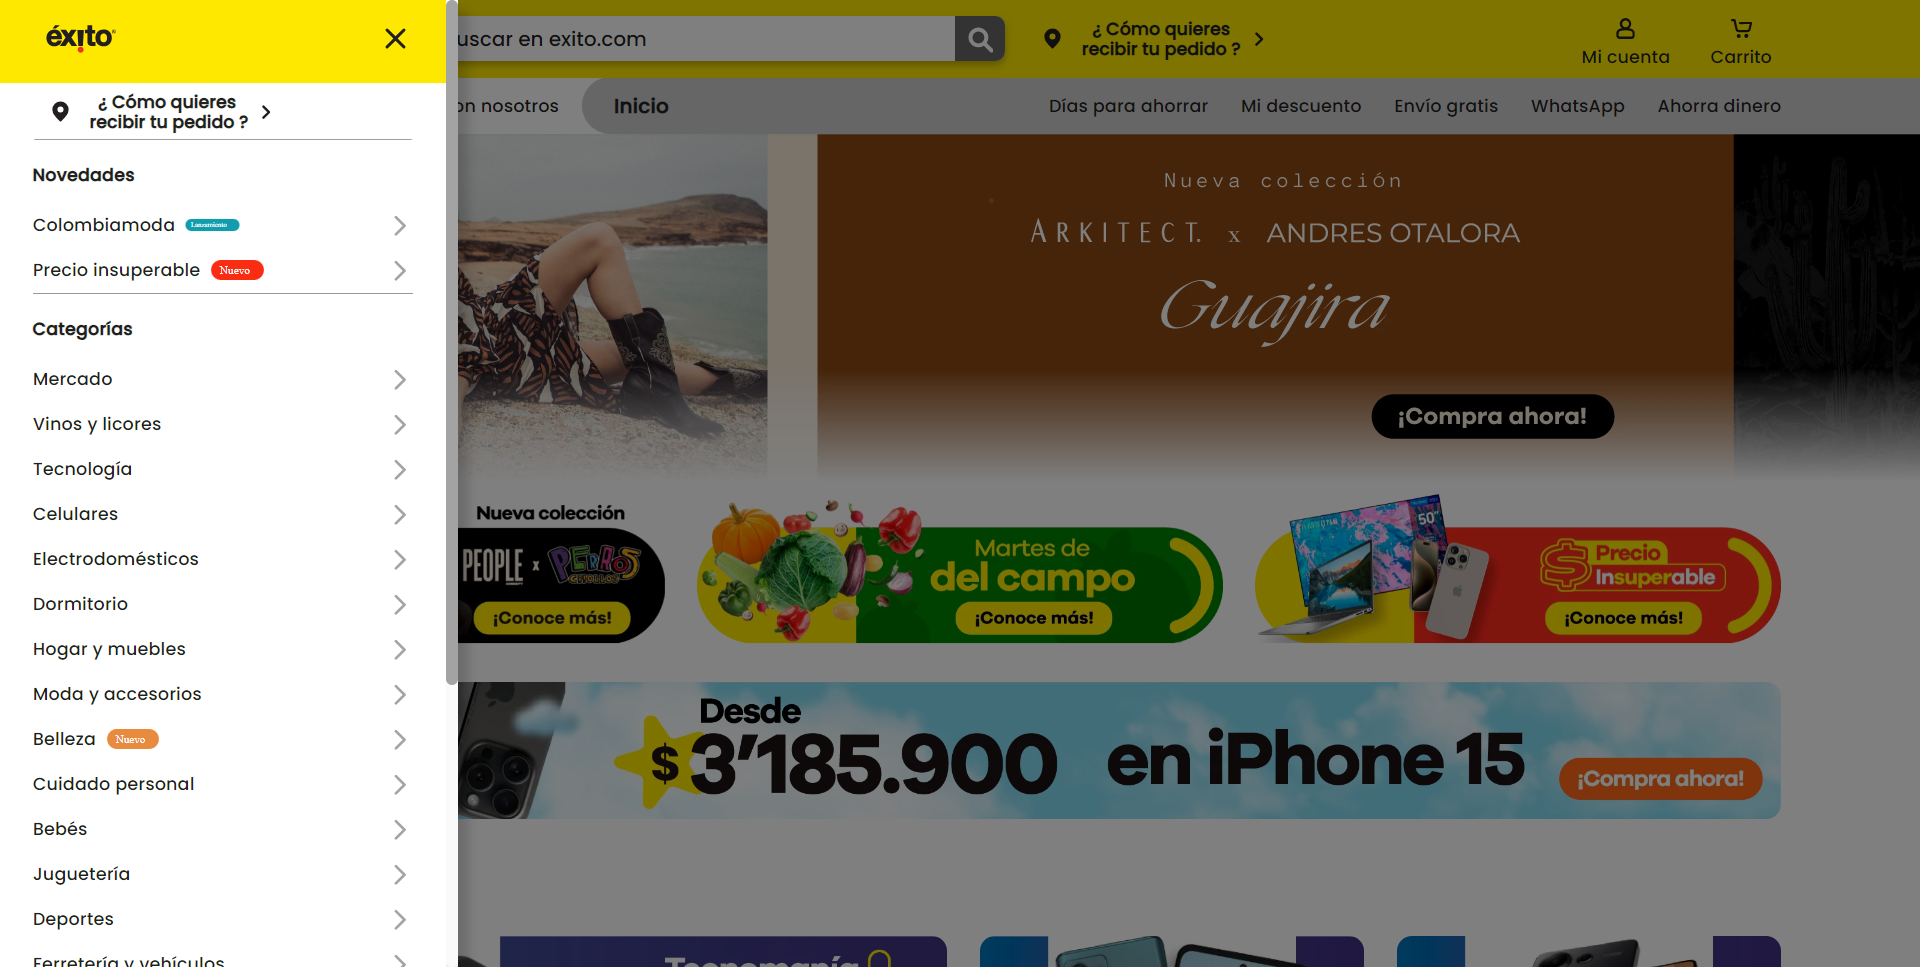 éxito
¿ Cómo quieres
recibir tu pedido ?
Novedades
Colombiamoda Lanzamiento
Precio insuperable Nuevo
Categorías
Mercado
Vinos y licores
Tecnología
Celulares
Electrodomésticos
Dormitorio
Hogar y muebles
Moda y accesorios
Belleza Nuevo
Cuidado personal
Bebés
Juguetería
Deportes
Ferretería y vehículos
uscar en exito.com
¿ Cómo quieres
recibir tu pedido ?
Mi cuenta
Carrito
on nosotros
Inicio
Días para ahorrar
Mi descuento
Envío gratis
WhatsApp
Ahorra dinero
Nueva colección
ARKITECT. x ANDRES OTALORA
Guajira
¡Compra ahora!
Nueva colección
PEOPLE x PERROS
CRIOLLOS
¡Conoce más!
Martes de
del campo
¡Conoce más!
50"
Precio
Insuperable
¡Conoce más!
Desde
$ 3'185.900 en iPhone 15
¡Compra ahora!
Tecnomanía